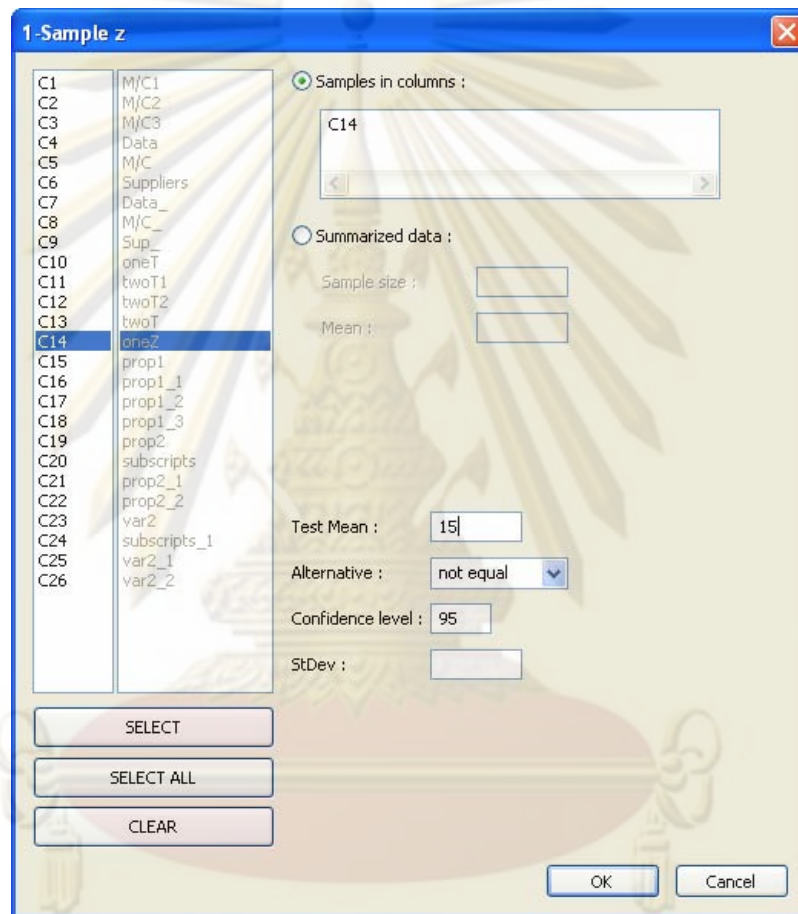 1-Sample z
C1 M/C1
C2 M/C2
C3 M/C3
C4 Data
C5 M/C
C6 Suppliers
C7 Data_
C8 M/C_
C9 Sup_
C10 oneT
C11 twoT1
C12 twoT2
C13 twoT
C14 oneZ
C15 prop1
C16 prop1_1
C17 prop1_2
C18 prop1_3
C19 prop2
C20 subscripts
C21 prop2_1
C22 prop2_2
C23 var2
C24 subscripts_1
C25 var2_1
C26 var2_2
SELECT
SELECT ALL
CLEAR
Samples in columns :
C14
Summarized data :
Sample size :
Mean :
Test Mean : 15
Alternative : not equal
Confidence level : 95
StDev :
OK Cancel